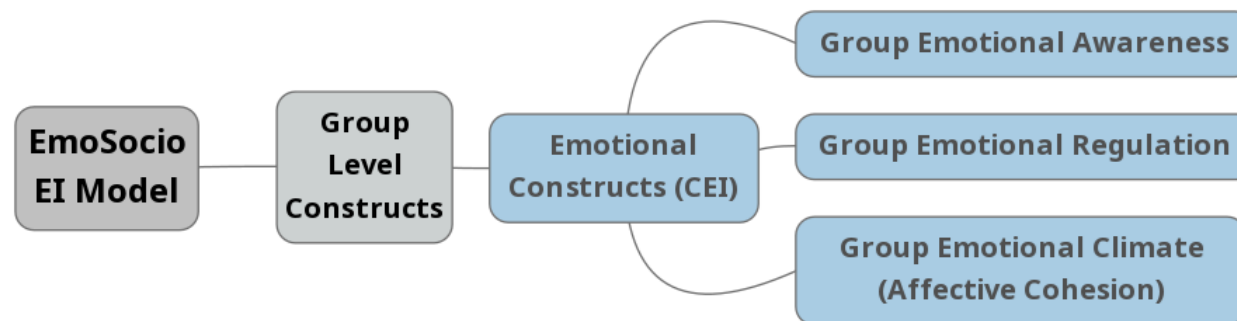 EmoSocio
EI Model
Group
Level
Constructs
Emotional
Constructs (CEI)
Group Emotional Awareness
Group Emotional Regulation
Group Emotional Climate
(Affective Cohesion)